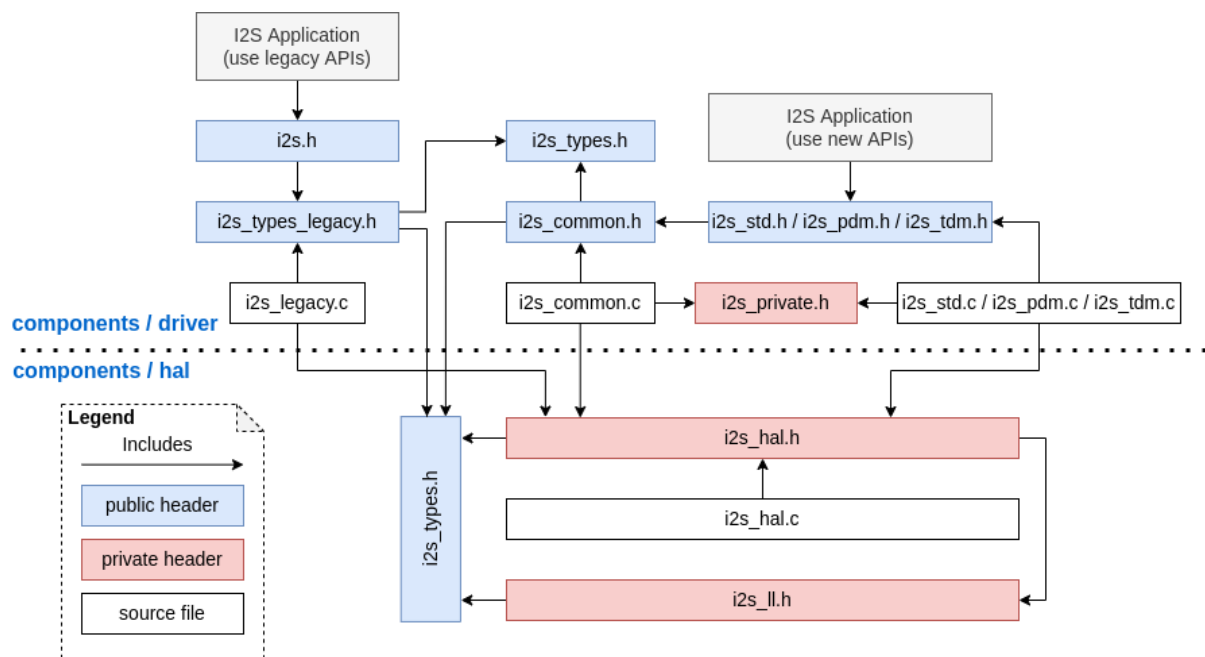 I2S Application
(use legacy APIs)
I2S Application
(use new APIs)
i2s.h
i2s_types.h
i2s_types_legacy.h
i2s_common.h
i2s_std.h / i2s_pdm.h / i2s_tdm.h
i2s_legacy.c
i2s_common.c
i2s_private.h
i2s_std.c / i2s_pdm.c / i2s_tdm.c
components / driver
components / hal
Legend
Includes
public header
private header
source file
i2s_types.h
i2s_hal.h
i2s_hal.c
i2s_ll.h